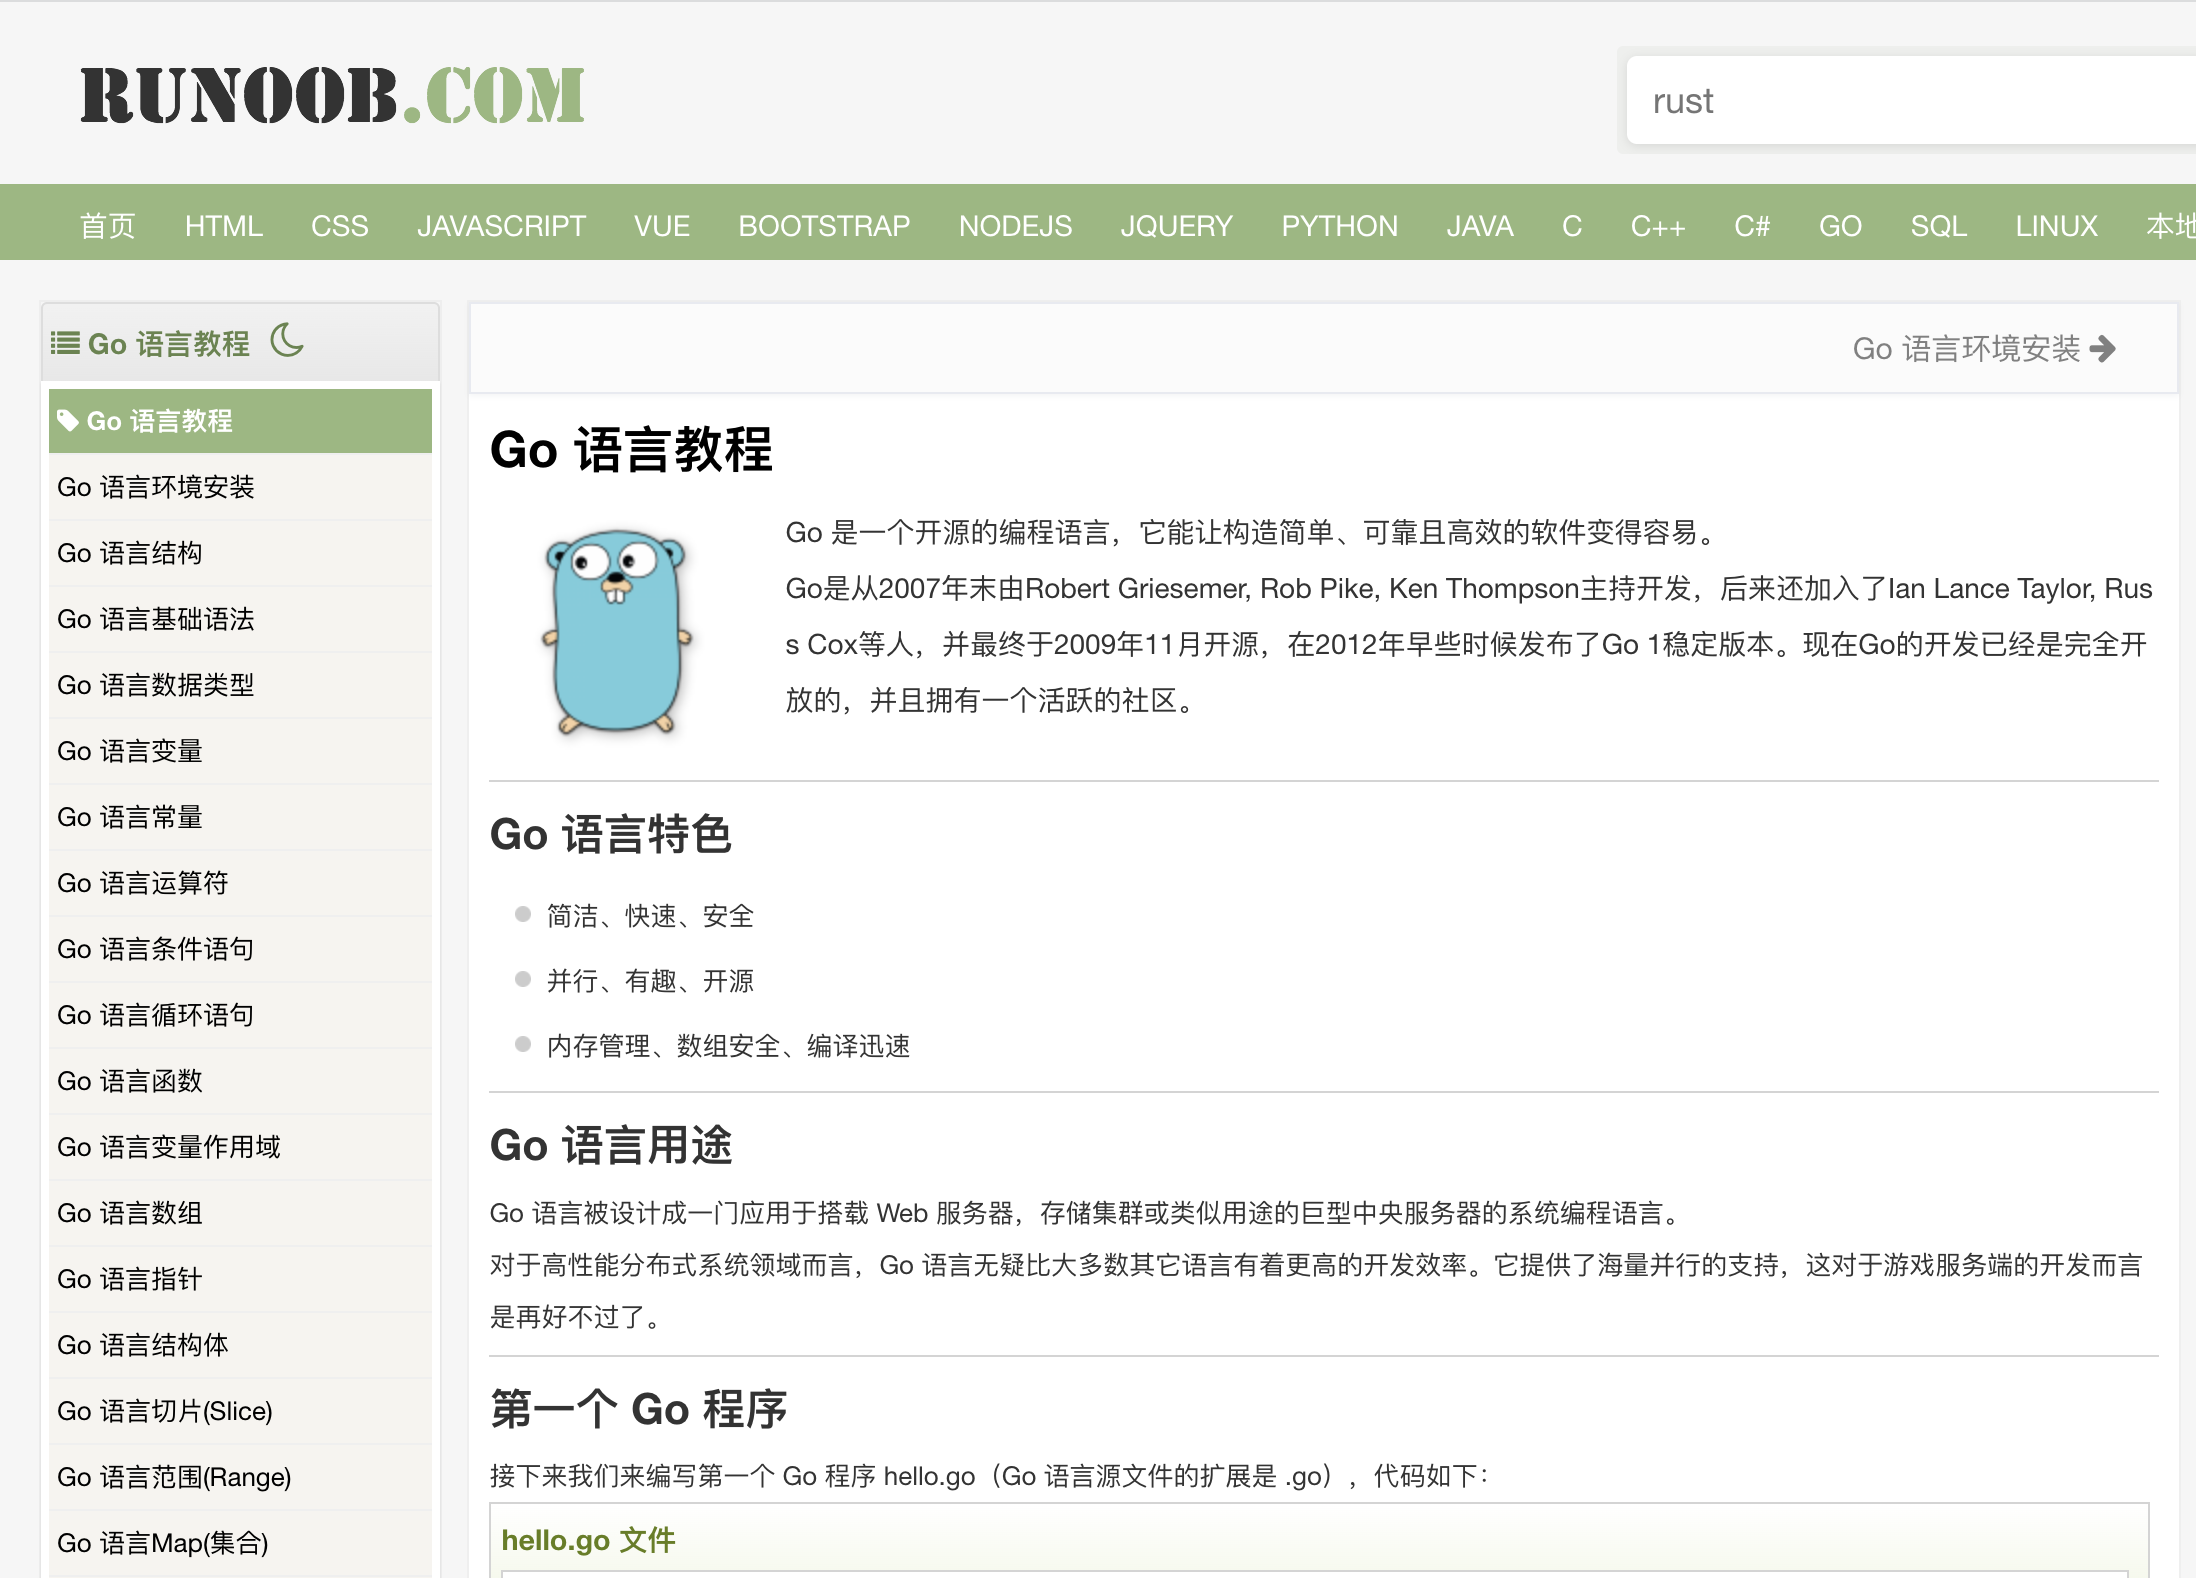 RUNOOB.COM
rust
首页 HTML CSS JAVASCRIPT VUE BOOTSTRAP NODEJS JQUERY PYTHON JAVA C C++ C# GO SQL LINUX 本地
Go 语言教程
Go 语言教程
Go 语言环境安装
Go 语言结构
Go 语言基础语法
Go 语言数据类型
Go 语言变量
Go 语言常量
Go 语言运算符
Go 语言条件语句
Go 语言循环语句
Go 语言函数
Go 语言变量作用域
Go 语言数组
Go 语言指针
Go 语言结构体
Go 语言切片(Slice)
Go 语言范围(Range)
Go 语言Map(集合)
Go 语言环境安装
Go 语言教程
Go 是一个开源的编程语言，它能让构造简单、可靠且高效的软件变得容易。
Go是从2007年末由Robert Griesemer, Rob Pike, Ken Thompson主持开发，后来还加入了Ian Lance Taylor, Rus
s Cox等人，并最终于2009年11月开源，在2012年早些时候发布了Go 1稳定版本。现在Go的开发已经是完全开
放的，并且拥有一个活跃的社区。
Go 语言特色
简洁、快速、安全
并行、有趣、开源
内存管理、数组安全、编译迅速
Go 语言用途
Go 语言被设计成一门应用于搭载 Web 服务器，存储集群或类似用途的巨型中央服务器的系统编程语言。
对于高性能分布式系统领域而言，Go 语言无疑比大多数其它语言有着更高的开发效率。它提供了海量并行的支持，这对于游戏服务端的开发而言
是再好不过了。
第一个 Go 程序
接下来我们来编写第一个 Go 程序 hello.go（Go 语言源文件的扩展是 .go），代码如下：
hello.go 文件